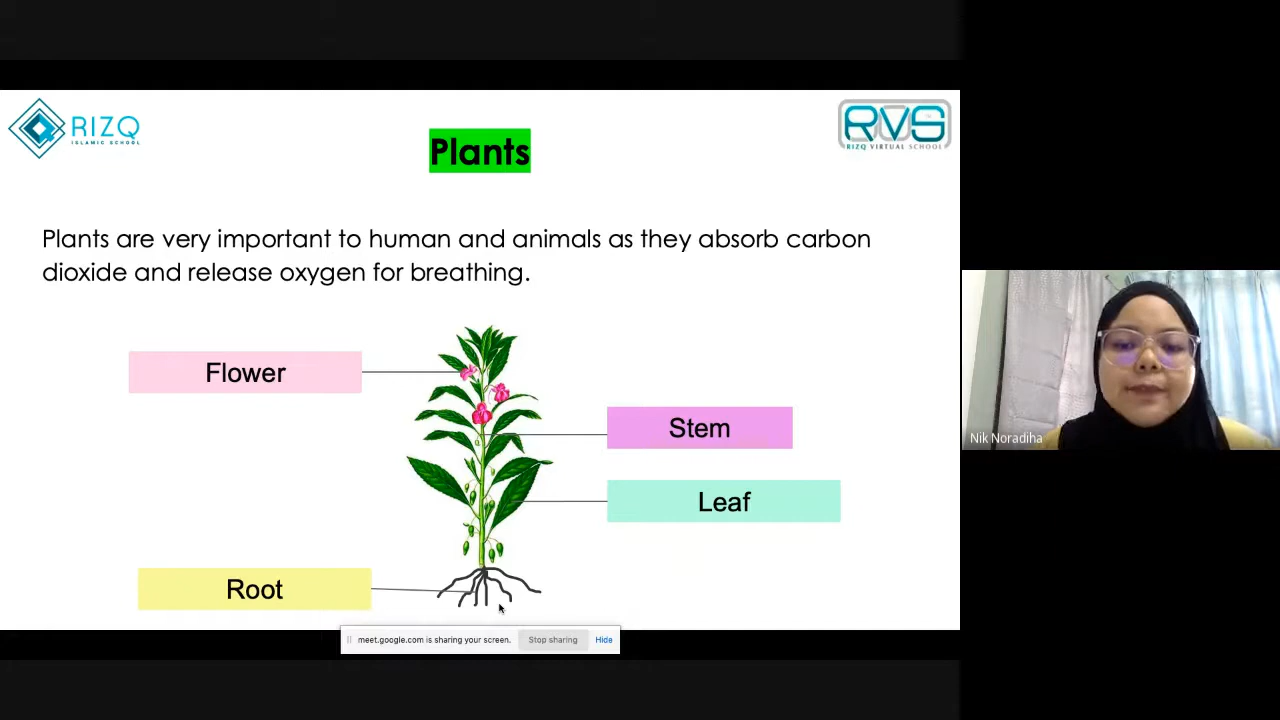 RIZQ
ISLAMIC SCHOOL
RVS
RIZQ VIRTUAL SCHOOL
Plants
Plants are very important to human and animals as they absorb carbon
dioxide and release oxygen for breathing.
Flower
Stem
Leaf
Root
Nik Noradiha
meet.google.com is sharing your screen.
Stop sharing
Hide